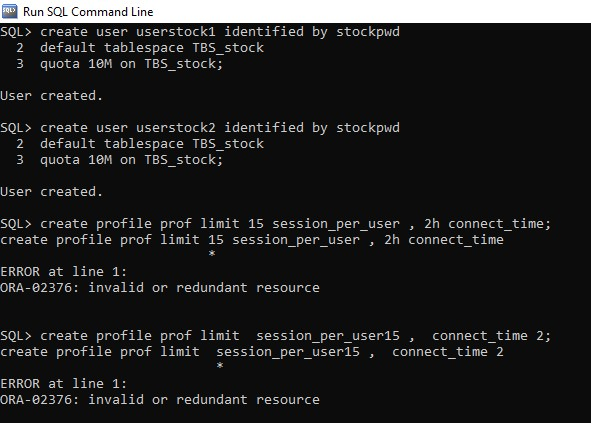 Run SQL Command Line
SQL> create user userstock1 identified by stockpwd
  2  default tablespace TBS_stock
  3  quota 10M on TBS_stock;
User created.
SQL> create user userstock2 identified by stockpwd
  2  default tablespace TBS_stock
  3  quota 10M on TBS_stock;
User created.
SQL> create profile prof limit 15 session_per_user , 2h connect_time;
create profile prof limit 15 session_per_user , 2h connect_time
                          *
ERROR at line 1:
ORA-02376: invalid or redundant resource
SQL> create profile prof limit  session_per_user15 ,  connect_time 2;
create profile prof limit  session_per_user15 ,  connect_time 2
                           *
ERROR at line 1:
ORA-02376: invalid or redundant resource